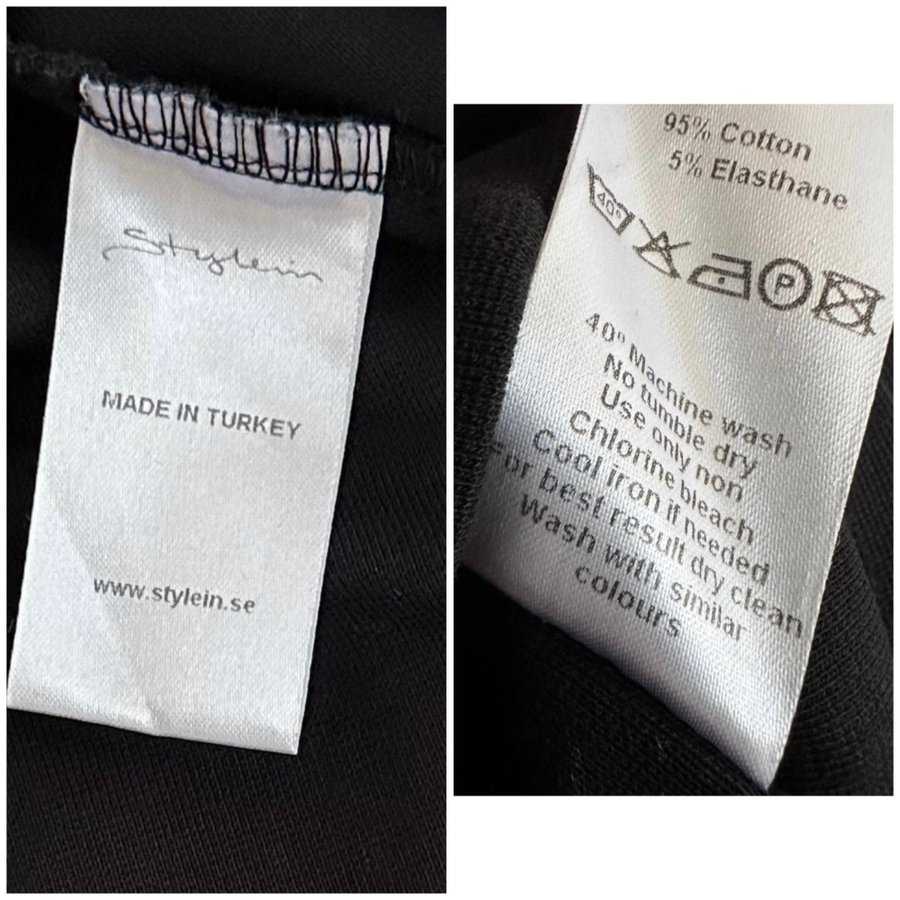 Stylein
MADE IN TURKEY
www.stylein.se
95% Cotton
5% Elasthane
40° P
40° Machine wash
No tumble dry
Use only non
Chlorine bleach
Cool iron if needed
For best result dry clean
Wash with similar
colours